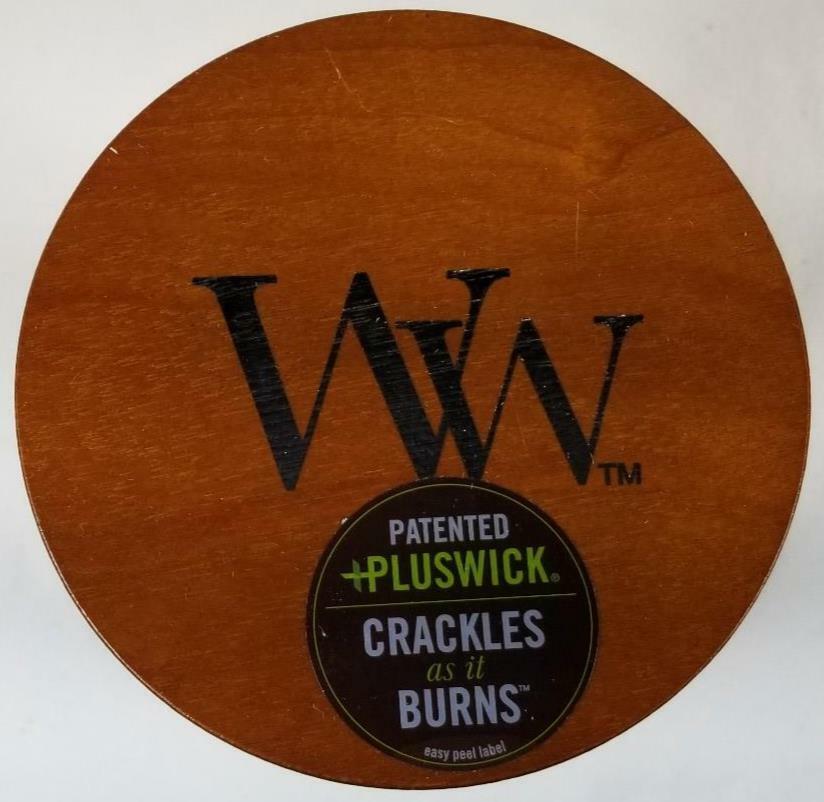 WW™
PATENTED
+PLUSWICK®
CRACKLES
as it
BURNS™
easy peel label